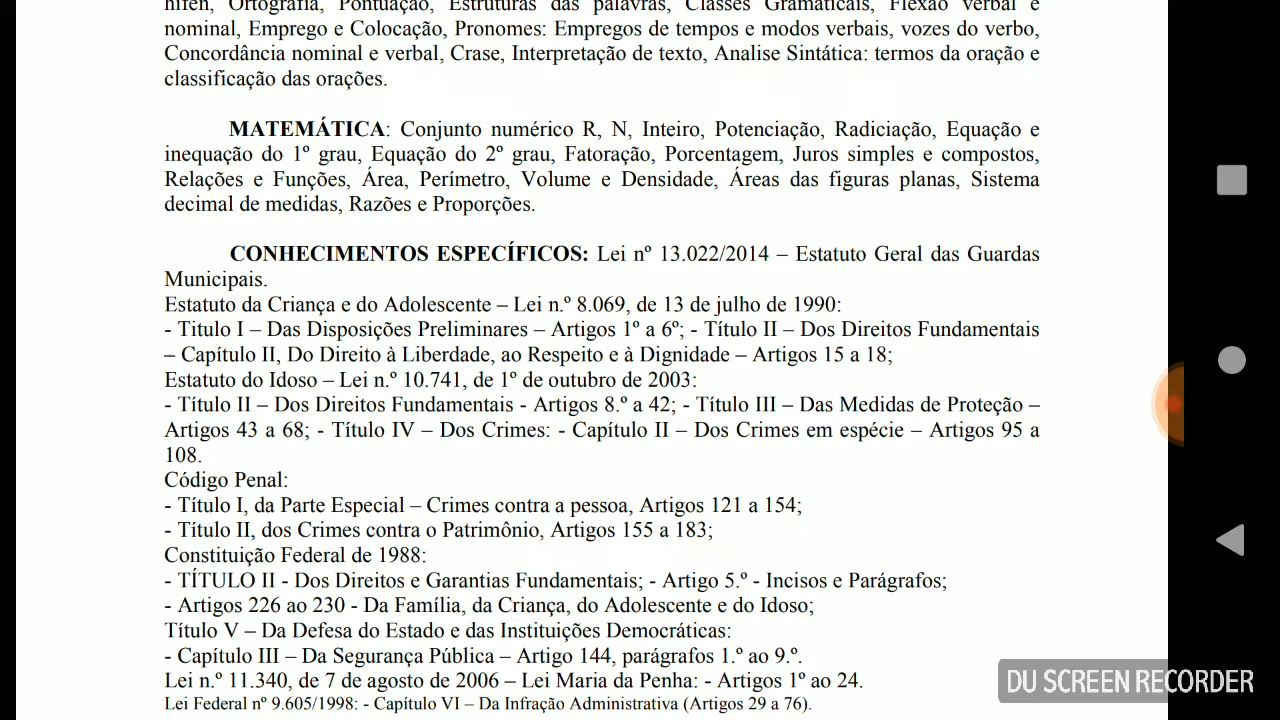 hífen, Ortografia, Pontuação, Estruturas das palavras, Classes Gramaticais, Flexão verbal e
nominal, Emprego e Colocação, Pronomes: Empregos de tempos e modos verbais, vozes do verbo,
Concordância nominal e verbal, Crase, Interpretação de texto, Analise Sintática: termos da oração e
classificação das orações.
MATEMÁTICA: Conjunto numérico R, N, Inteiro, Potenciação, Radiciação, Equação e
inequação do 1º grau, Equação do 2º grau, Fatoração, Porcentagem, Juros simples e compostos,
Relações e Funções, Área, Perímetro, Volume e Densidade, Áreas das figuras planas, Sistema
decimal de medidas, Razões e Proporções.
CONHECIMENTOS ESPECÍFICOS: Lei nº 13.022/2014 – Estatuto Geral das Guardas
Municipais.
Estatuto da Criança e do Adolescente – Lei n.º 8.069, de 13 de julho de 1990:
- Titulo I – Das Disposições Preliminares – Artigos 1º a 6º; - Título II – Dos Direitos Fundamentais
– Capítulo II, Do Direito à Liberdade, ao Respeito e à Dignidade – Artigos 15 a 18;
Estatuto do Idoso – Lei n.º 10.741, de 1º de outubro de 2003:
- Título II – Dos Direitos Fundamentais - Artigos 8.º a 42; - Título III – Das Medidas de Proteção –
Artigos 43 a 68; - Título IV – Dos Crimes: - Capítulo II – Dos Crimes em espécie – Artigos 95 a
108.
Código Penal:
- Título I, da Parte Especial – Crimes contra a pessoa, Artigos 121 a 154;
- Título II, dos Crimes contra o Patrimônio, Artigos 155 a 183;
Constituição Federal de 1988:
- TÍTULO II - Dos Direitos e Garantias Fundamentais; - Artigo 5.º - Incisos e Parágrafos;
- Artigos 226 ao 230 - Da Família, da Criança, do Adolescente e do Idoso;
Título V – Da Defesa do Estado e das Instituições Democráticas:
- Capítulo III – Da Segurança Pública – Artigo 144, parágrafos 1.º ao 9.º.
Lei n.º 11.340, de 7 de agosto de 2006 – Lei Maria da Penha: - Artigos 1º ao 24.
Lei Federal nº 9.605/1998: - Capítulo VI – Da Infração Administrativa (Artigos 29 a 76).
DU SCREEN RECORDER